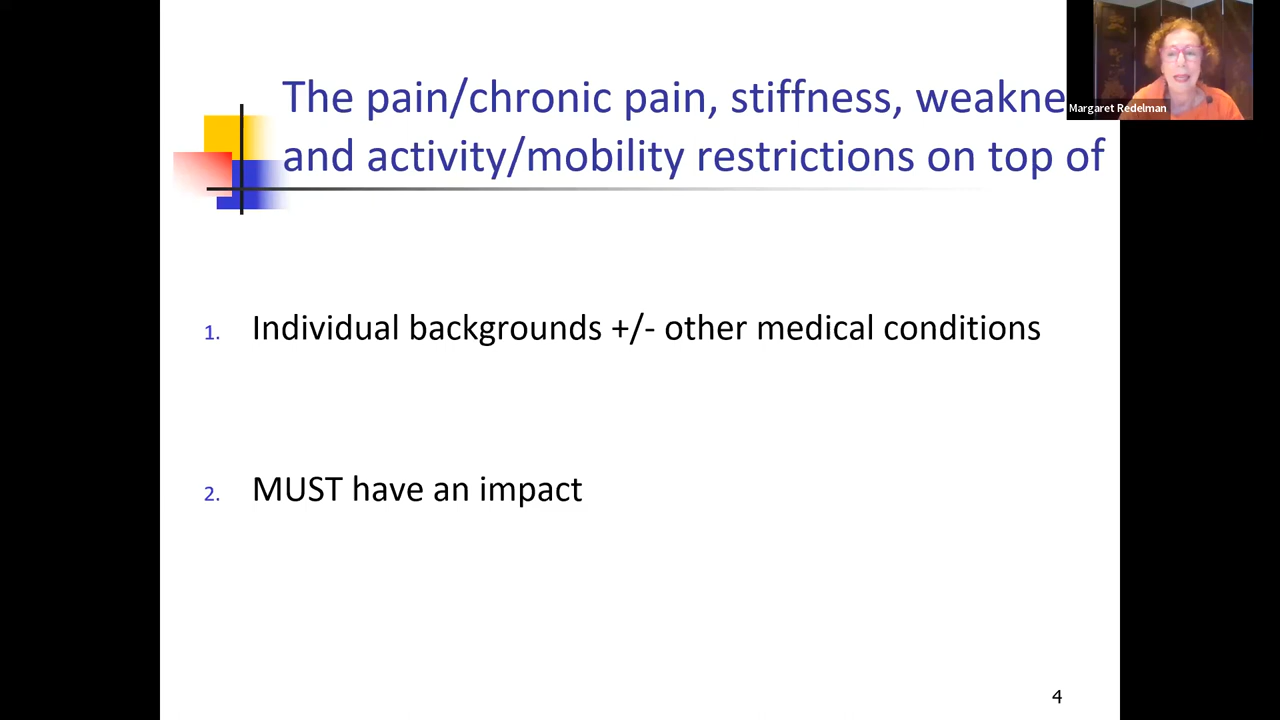 The pain/chronic pain, stiffness, weakne
and activity/mobility restrictions on top of
Margaret Redelman
1. Individual backgrounds +/- other medical conditions
2. MUST have an impact
4